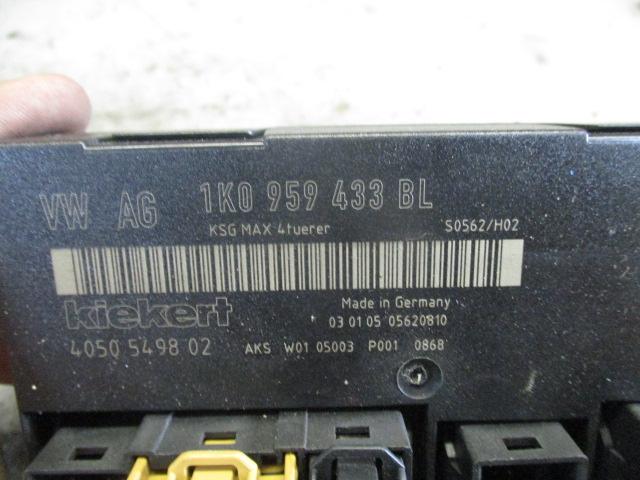 VW AG 1K0 959 433 BL
KSG MAX 4tuerer S0562/H02
kiekert Made in Germany
03 01 05 05620810
4050 5498 02 AKS W01 05003 P001 0868